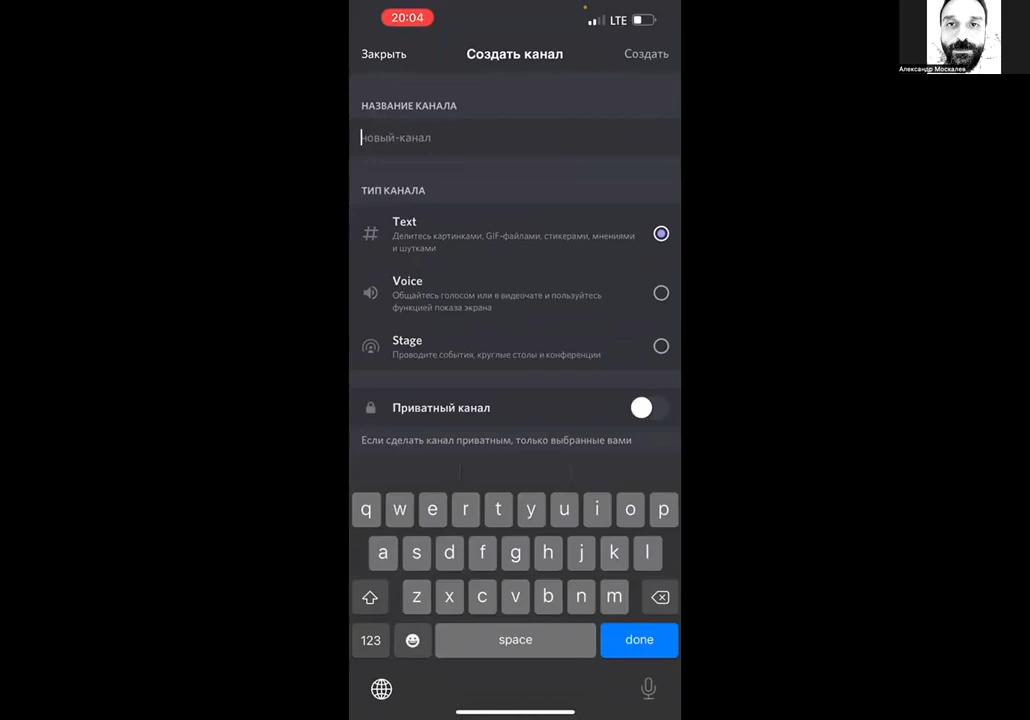 20:04
LTE
Александр Москалев
Закрыть Создать канал Создать
НАЗВАНИЕ КАНАЛА
новый-канал
ТИП КАНАЛА
Text
Делитесь картинками, GIF-файлами, стикерами, мнениями
и шутками
Voice
Общайтесь голосом или в видеочате и пользуйтесь
функцией показа экрана
Stage
Проводите события, круглые столы и конференции
Приватный канал
Если сделать канал приватным, только выбранные вами
q w e r t y u i o p
a s d f g h j k l
z x c v b n m
123 space done